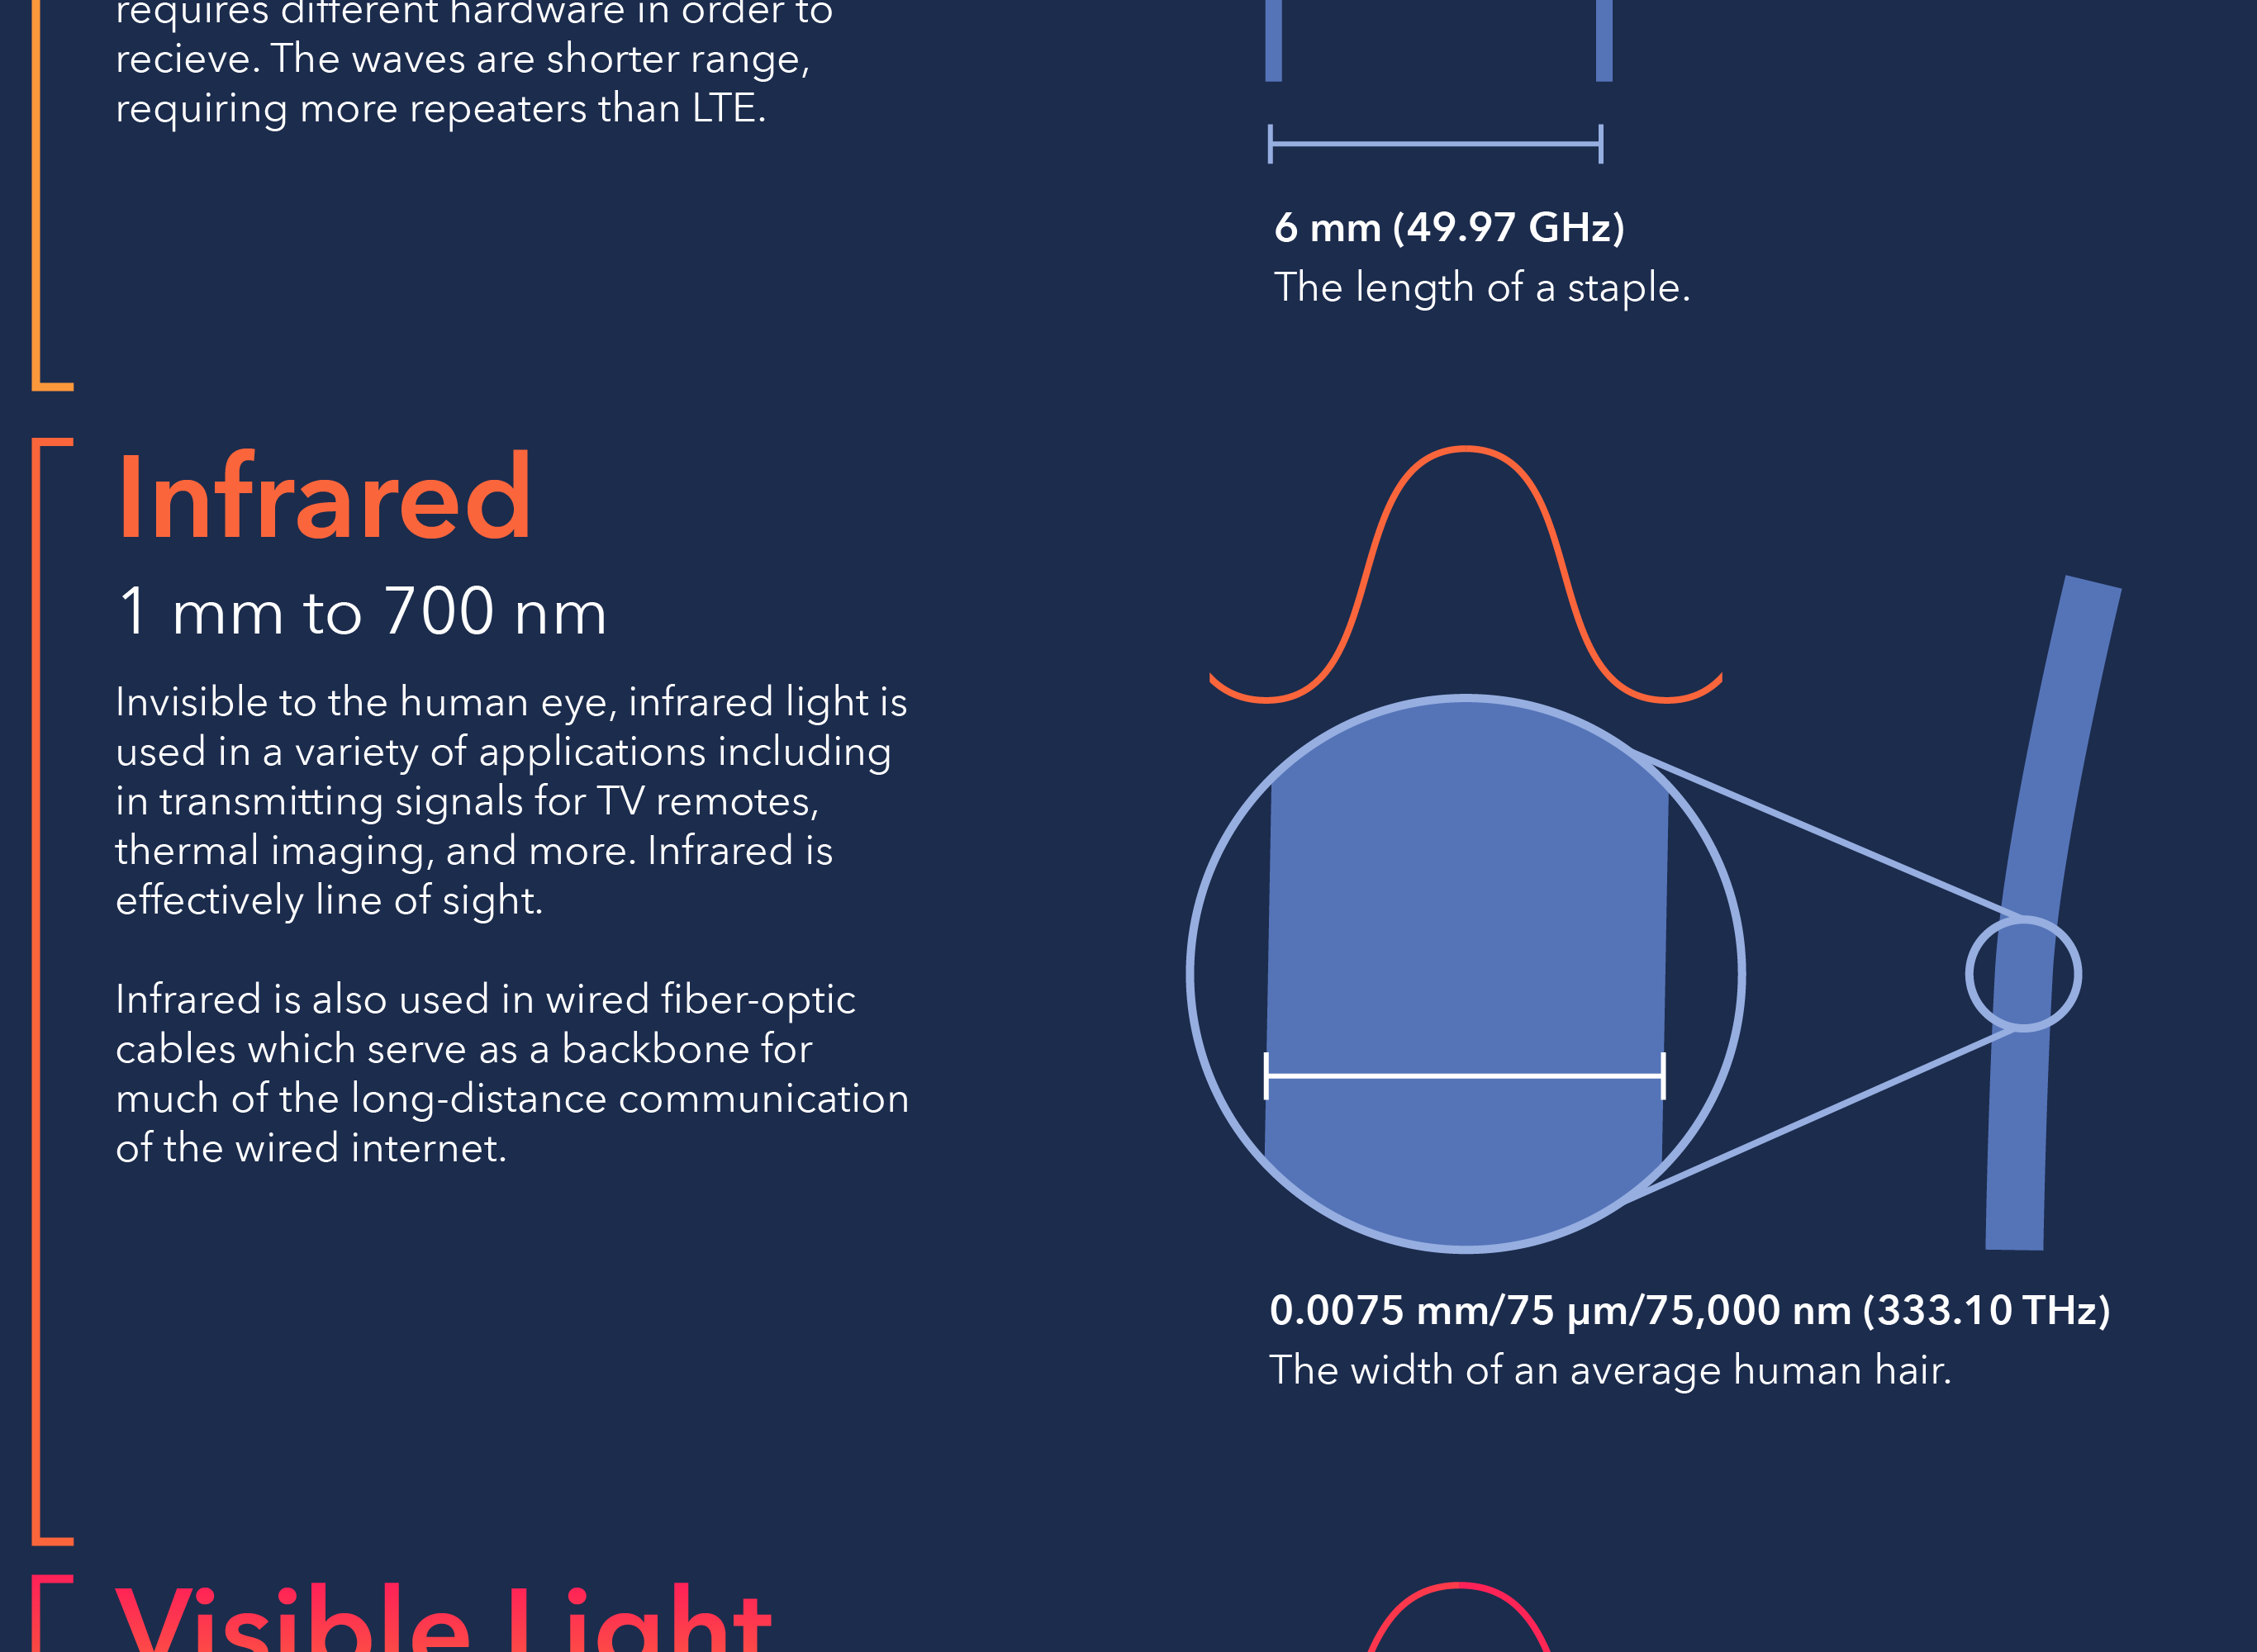 requires different hardware in order to
recieve. The waves are shorter range,
requiring more repeaters than LTE.
6 mm (49.97 GHz)
The length of a staple.
Infrared
1 mm to 700 nm
Invisible to the human eye, infrared light is
used in a variety of applications including
in transmitting signals for TV remotes,
thermal imaging, and more. Infrared is
effectively line of sight.
Infrared is also used in wired fiber-optic
cables which serve as a backbone for
much of the long-distance communication
of the wired internet.
0.0075 mm/75 µm/75,000 nm (333.10 THz)
The width of an average human hair.
Visible Light